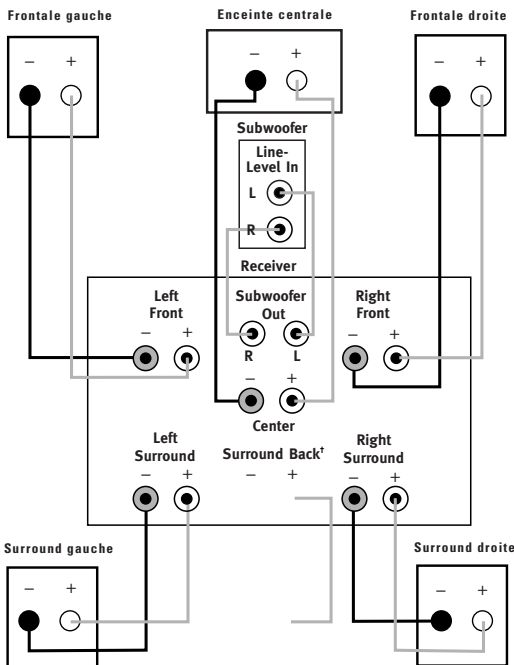 Frontale gauche
Enceinte centrale
Frontale droite
– +
– +
– +
Subwoofer
Line-
Level In
L
R
Receiver
Left
Front
– +
Subwoofer
Out
R L
Right
Front
– +
– +
Center
Left
Surround
– +
Surround Back†
– +
Right
Surround
– +
Surround gauche
Surround droite
– +
– +